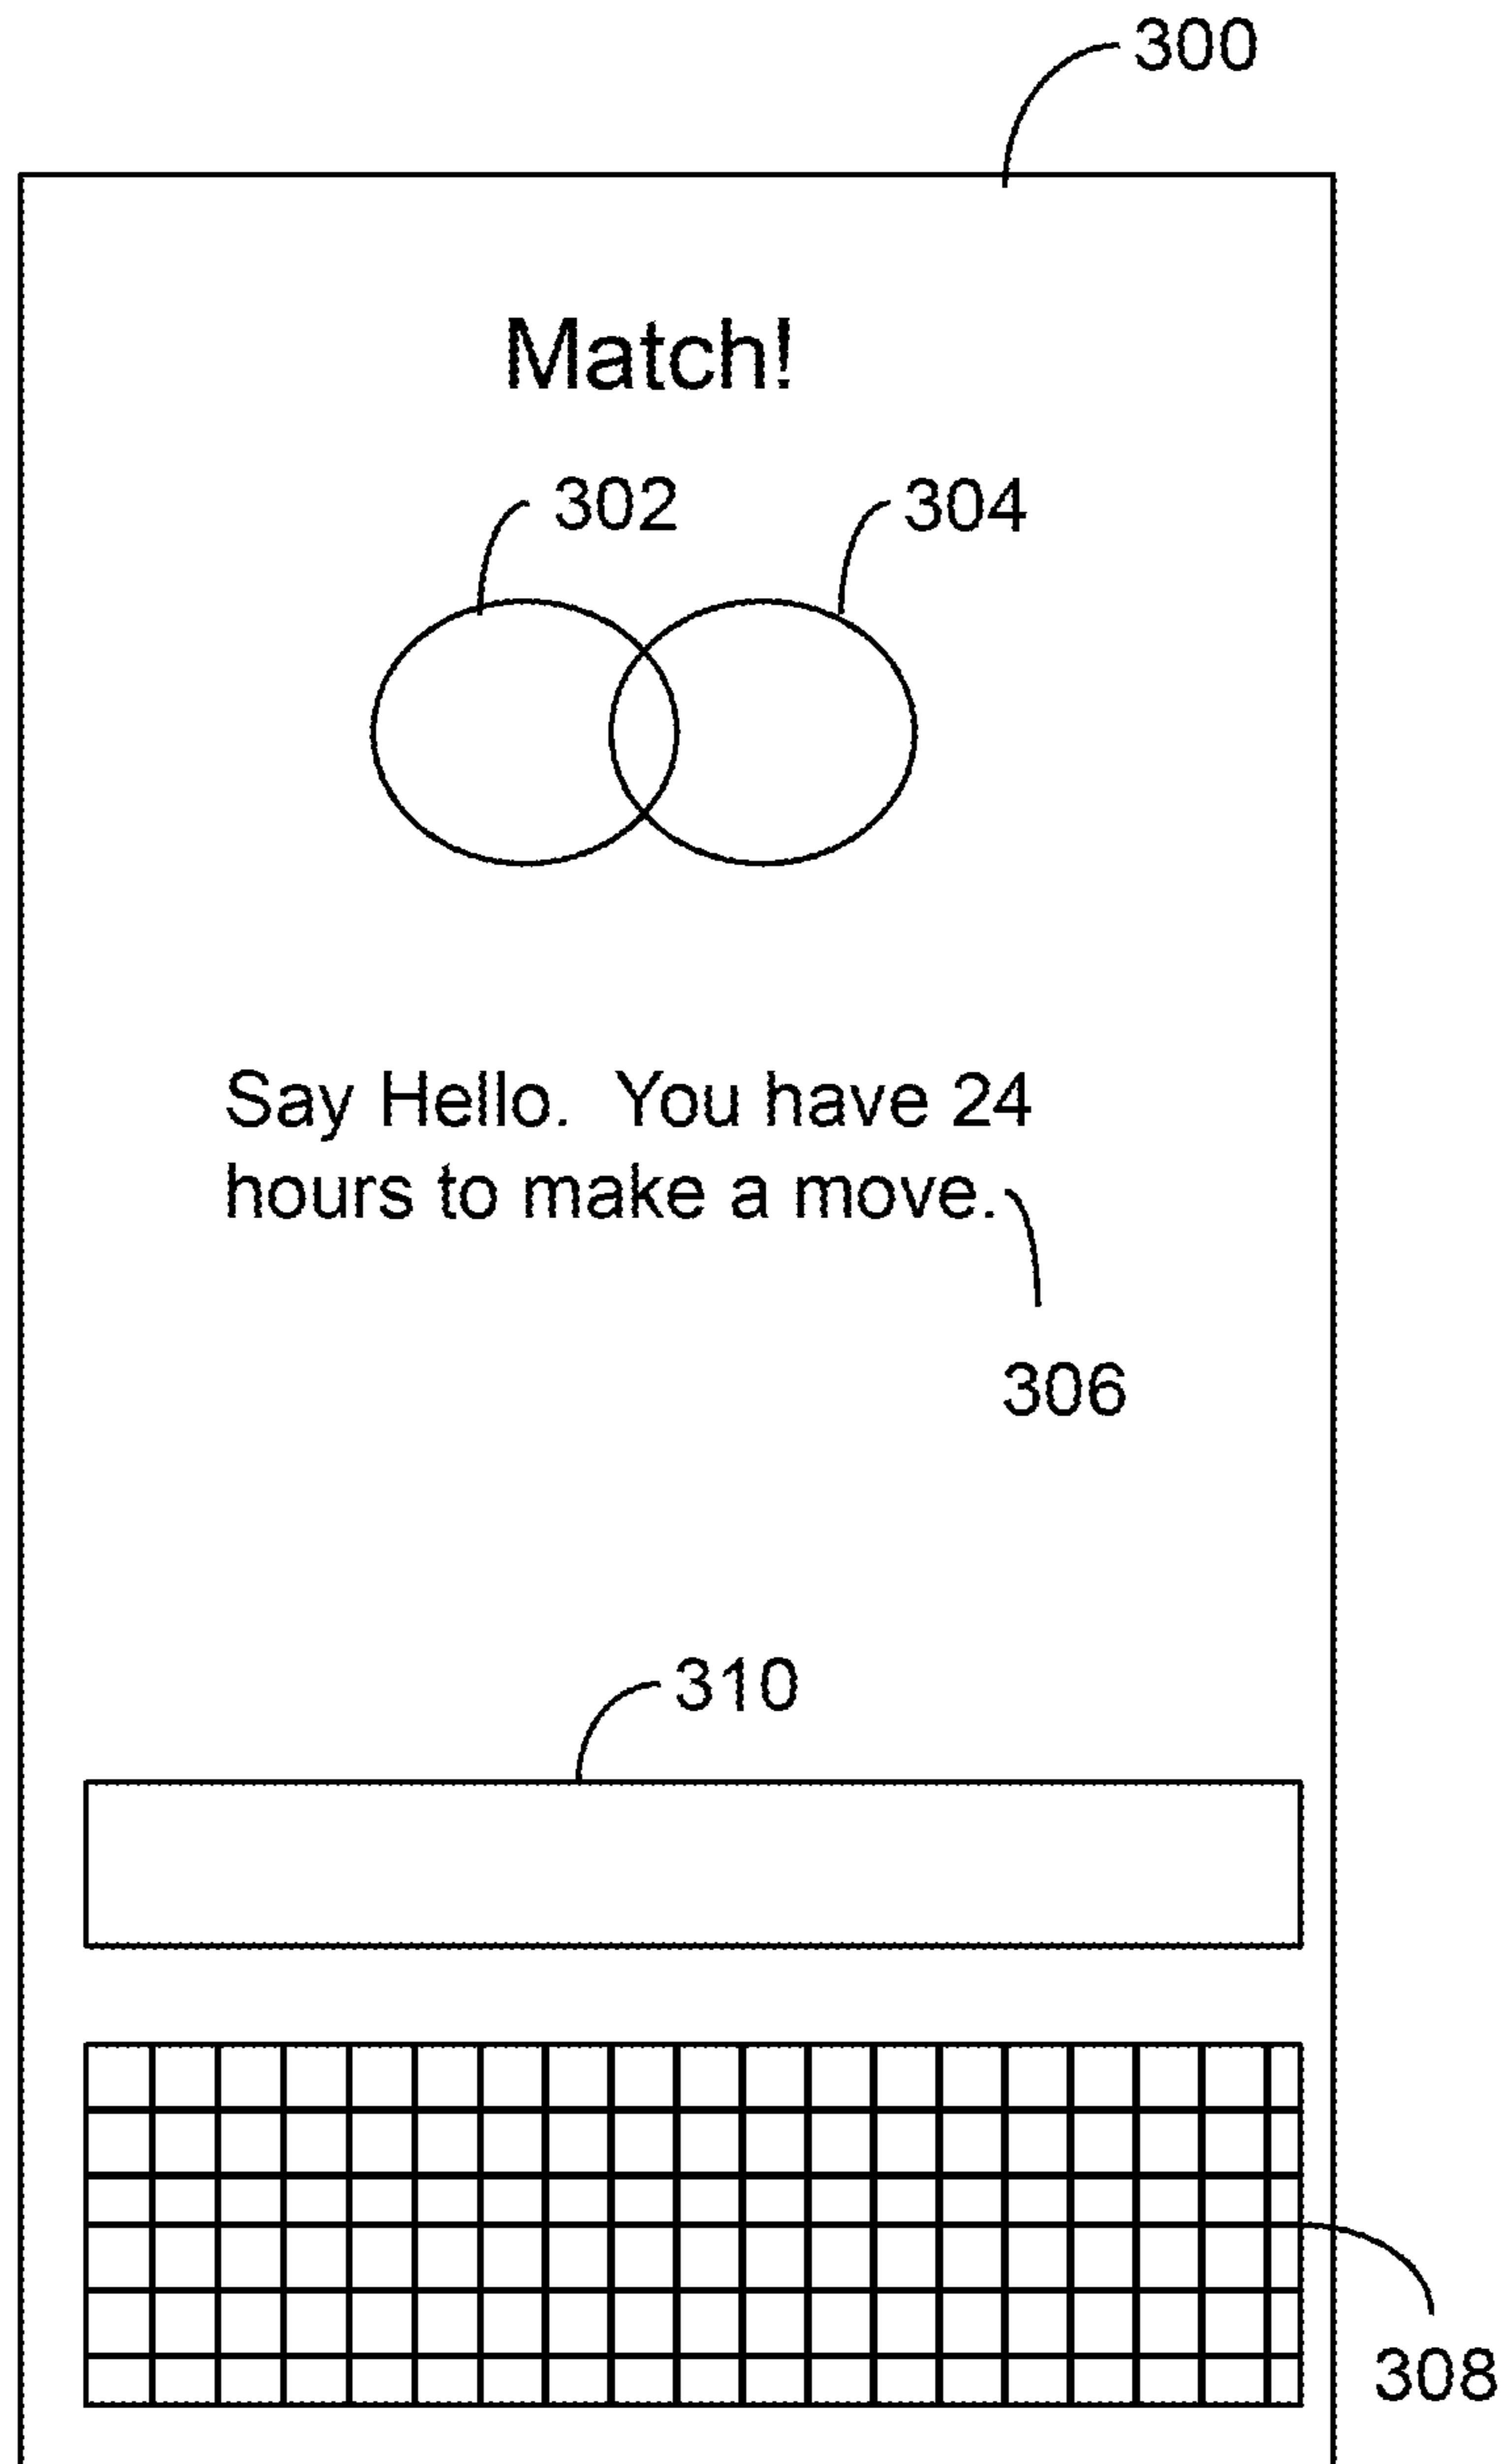 300
Match!
302
304
Say Hello.  You have 24
hours to make a move.
306
310
308